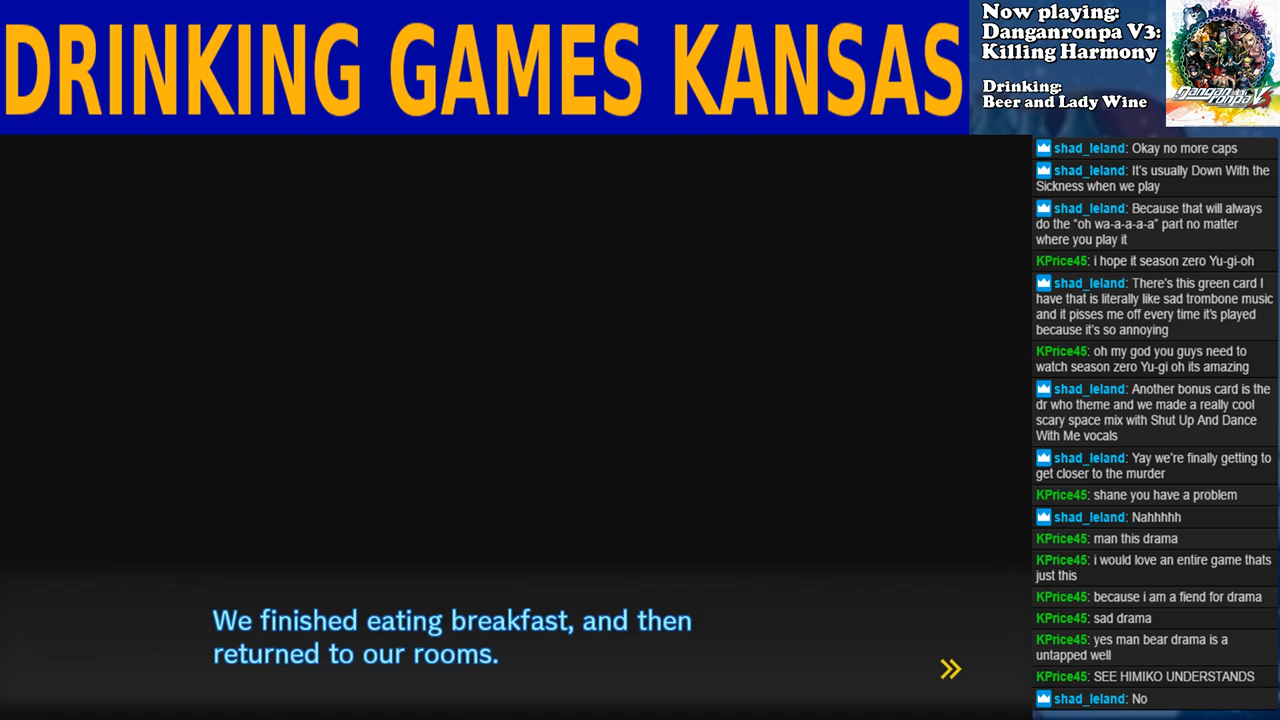 DRINKING GAMES KANSAS
Now playing:
Danganronpa V3:
Killing Harmony
Drinking:
Beer and Lady Wine
Danganronpa V3
shad_leland: Okay no more caps
shad_leland: It's usually Down With the
Sickness when we play
shad_leland: Because that will always
do the “oh wa-a-a-a-a” part no matter
where you play it
KPrice45: i hope it season zero Yu-gi-oh
shad_leland: There's this green card I
have that is literally like sad trombone music
and it pisses me off every time it's played
because it's so annoying
KPrice45: oh my god you guys need to
watch season zero Yu-gi oh its amazing
shad_leland: Another bonus card is the
dr who theme and we made a really cool
scary space mix with Shut Up And Dance
With Me vocals
shad_leland: Yay we're finally getting to
get closer to the murder
KPrice45: shane you have a problem
shad_leland: Nahhhhh
KPrice45: man this drama
KPrice45: i would love an entire game thats
just this
KPrice45: because i am a fiend for drama
KPrice45: sad drama
KPrice45: yes man bear drama is a
untapped well
KPrice45: SEE HIMIKO UNDERSTANDS
shad_leland: No
We finished eating breakfast, and then
returned to our rooms.